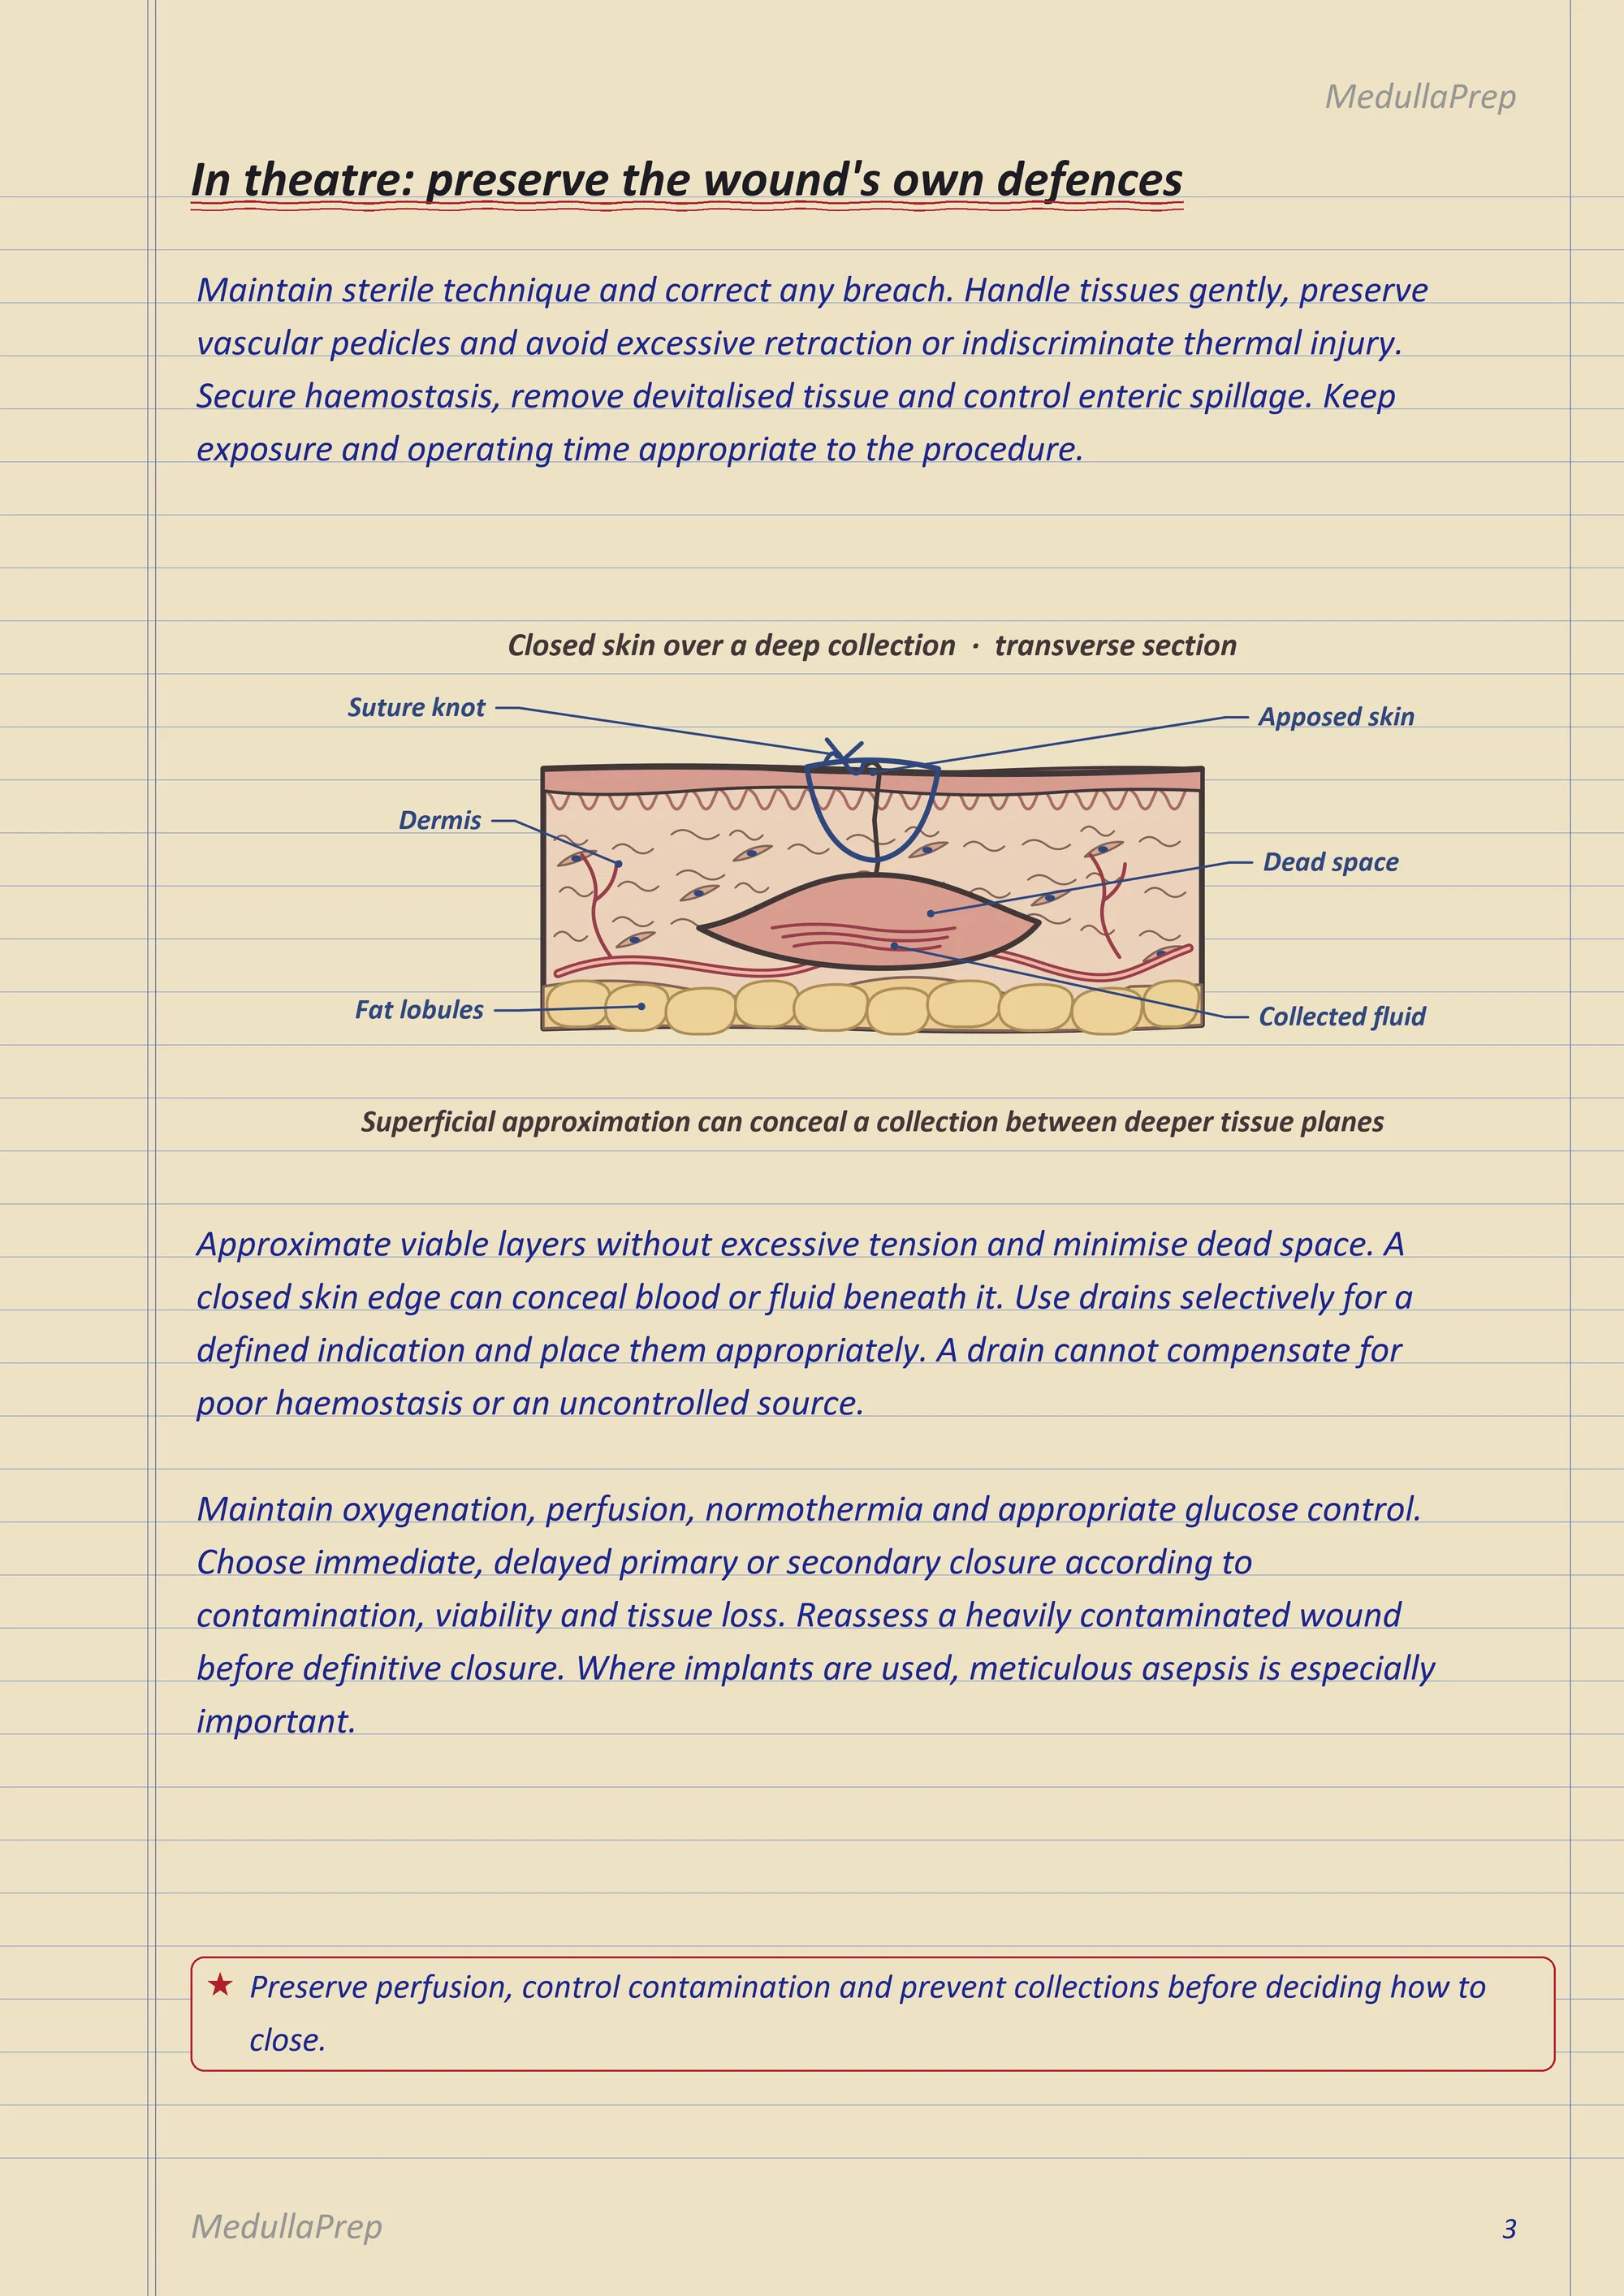 MedullaPrep
In theatre: preserve the wound's own defences
Maintain sterile technique and correct any breach. Handle tissues gently, preserve
vascular pedicles and avoid excessive retraction or indiscriminate thermal injury.
Secure haemostasis, remove devitalised tissue and control enteric spillage. Keep
exposure and operating time appropriate to the procedure.
Closed skin over a deep collection · transverse section
Suture knot
Apposed skin
Dermis
Dead space
Fat lobules
Collected fluid
Superficial approximation can conceal a collection between deeper tissue planes
Approximate viable layers without excessive tension and minimise dead space. A
closed skin edge can conceal blood or fluid beneath it. Use drains selectively for a
defined indication and place them appropriately. A drain cannot compensate for
poor haemostasis or an uncontrolled source.
Maintain oxygenation, perfusion, normothermia and appropriate glucose control.
Choose immediate, delayed primary or secondary closure according to
contamination, viability and tissue loss. Reassess a heavily contaminated wound
before definitive closure. Where implants are used, meticulous asepsis is especially
important.
★ Preserve perfusion, control contamination and prevent collections before deciding how to
close.
MedullaPrep
3